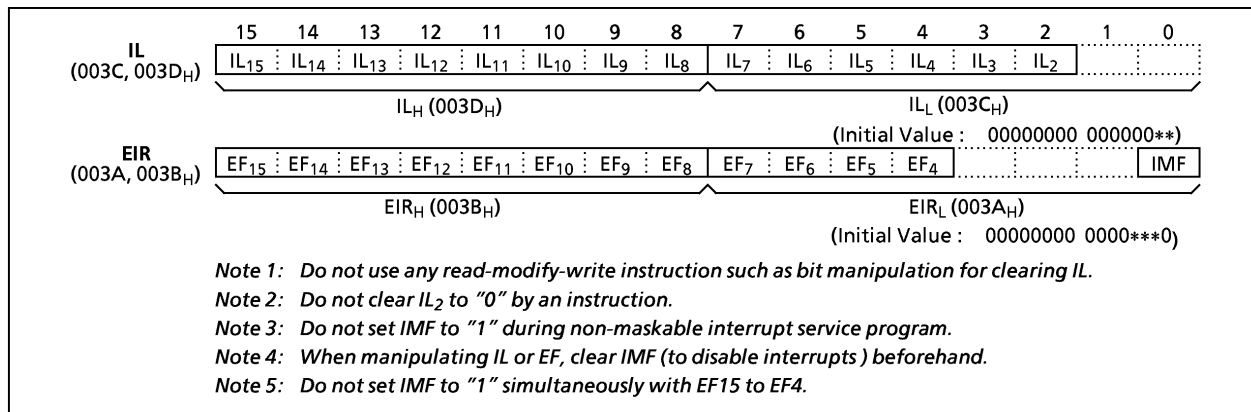 15 14 13 12 11 10 9 8 7 6 5 4 3 2 1 0
IL
(003C, 003DH)
IL15 IL14 IL13 IL12 IL11 IL10 IL9 IL8 IL7 IL6 IL5 IL4 IL3 IL2
ILH (003DH) ILL (003CH)
(Initial Value : 00000000 000000**)
EIR
(003A, 003BH)
EF15 EF14 EF13 EF12 EF11 EF10 EF9 EF8 EF7 EF6 EF5 EF4 IMF
EIRH (003BH) EIRL (003AH)
(Initial Value : 00000000 0000***0)
Note 1: Do not use any read-modify-write instruction such as bit manipulation for clearing IL.
Note 2: Do not clear IL2 to "0" by an instruction.
Note 3: Do not set IMF to "1" during non-maskable interrupt service program.
Note 4: When manipulating IL or EF, clear IMF (to disable interrupts ) beforehand.
Note 5: Do not set IMF to "1" simultaneously with EF15 to EF4.